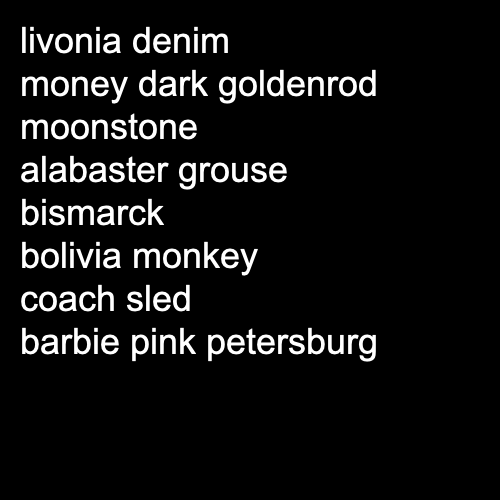 livonia denim
money dark goldenrod
moonstone
alabaster grouse
bismarck
bolivia monkey
coach sled
barbie pink petersburg